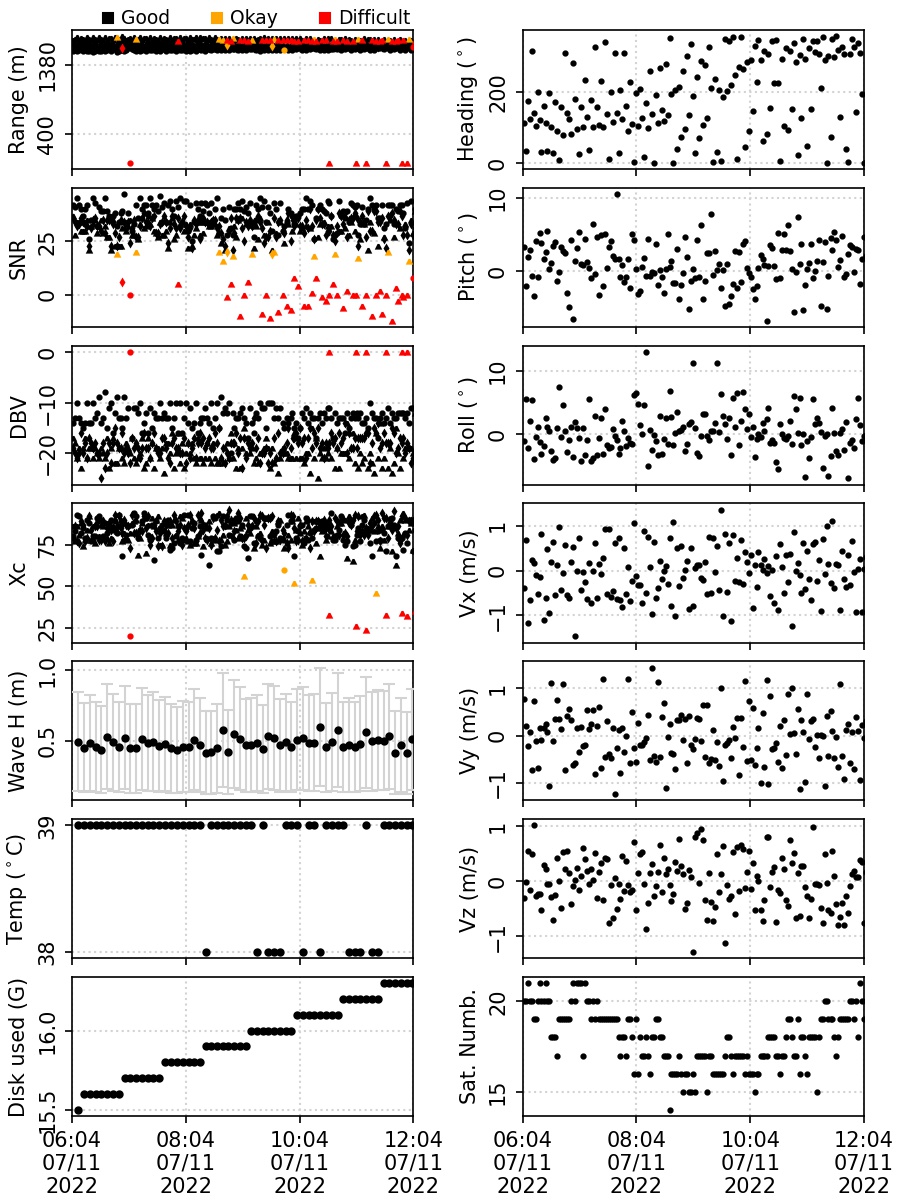 Good Okay Difficult
Range (m)
1380
400
Heading (°)
200
0
SNR
25
0
Pitch (°)
10
0
DBV
0
−10
−20
Roll (°)
10
0
Xc
75
50
25
Vx (m/s)
1
0
−1
Wave H (m)
1.0
0.5
Vy (m/s)
1
0
−1
Temp (°C)
39
38
Vz (m/s)
1
0
−1
Disk used (G)
16.0
15.5
Sat. Numb.
20
15
06:04 08:04 10:04 12:04
07/11 07/11 07/11 07/11
2022 2022 2022 2022
06:04 08:04 10:04 12:04
07/11 07/11 07/11 07/11
2022 2022 2022 2022